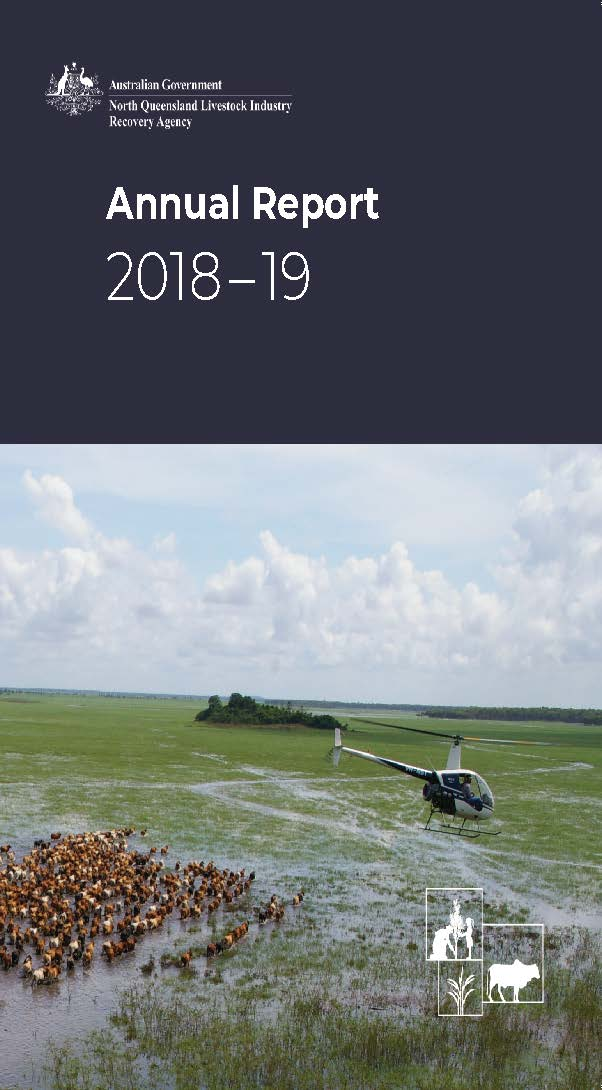 Australian Government
North Queensland Livestock Industry
Recovery Agency
Annual Report
2018–19